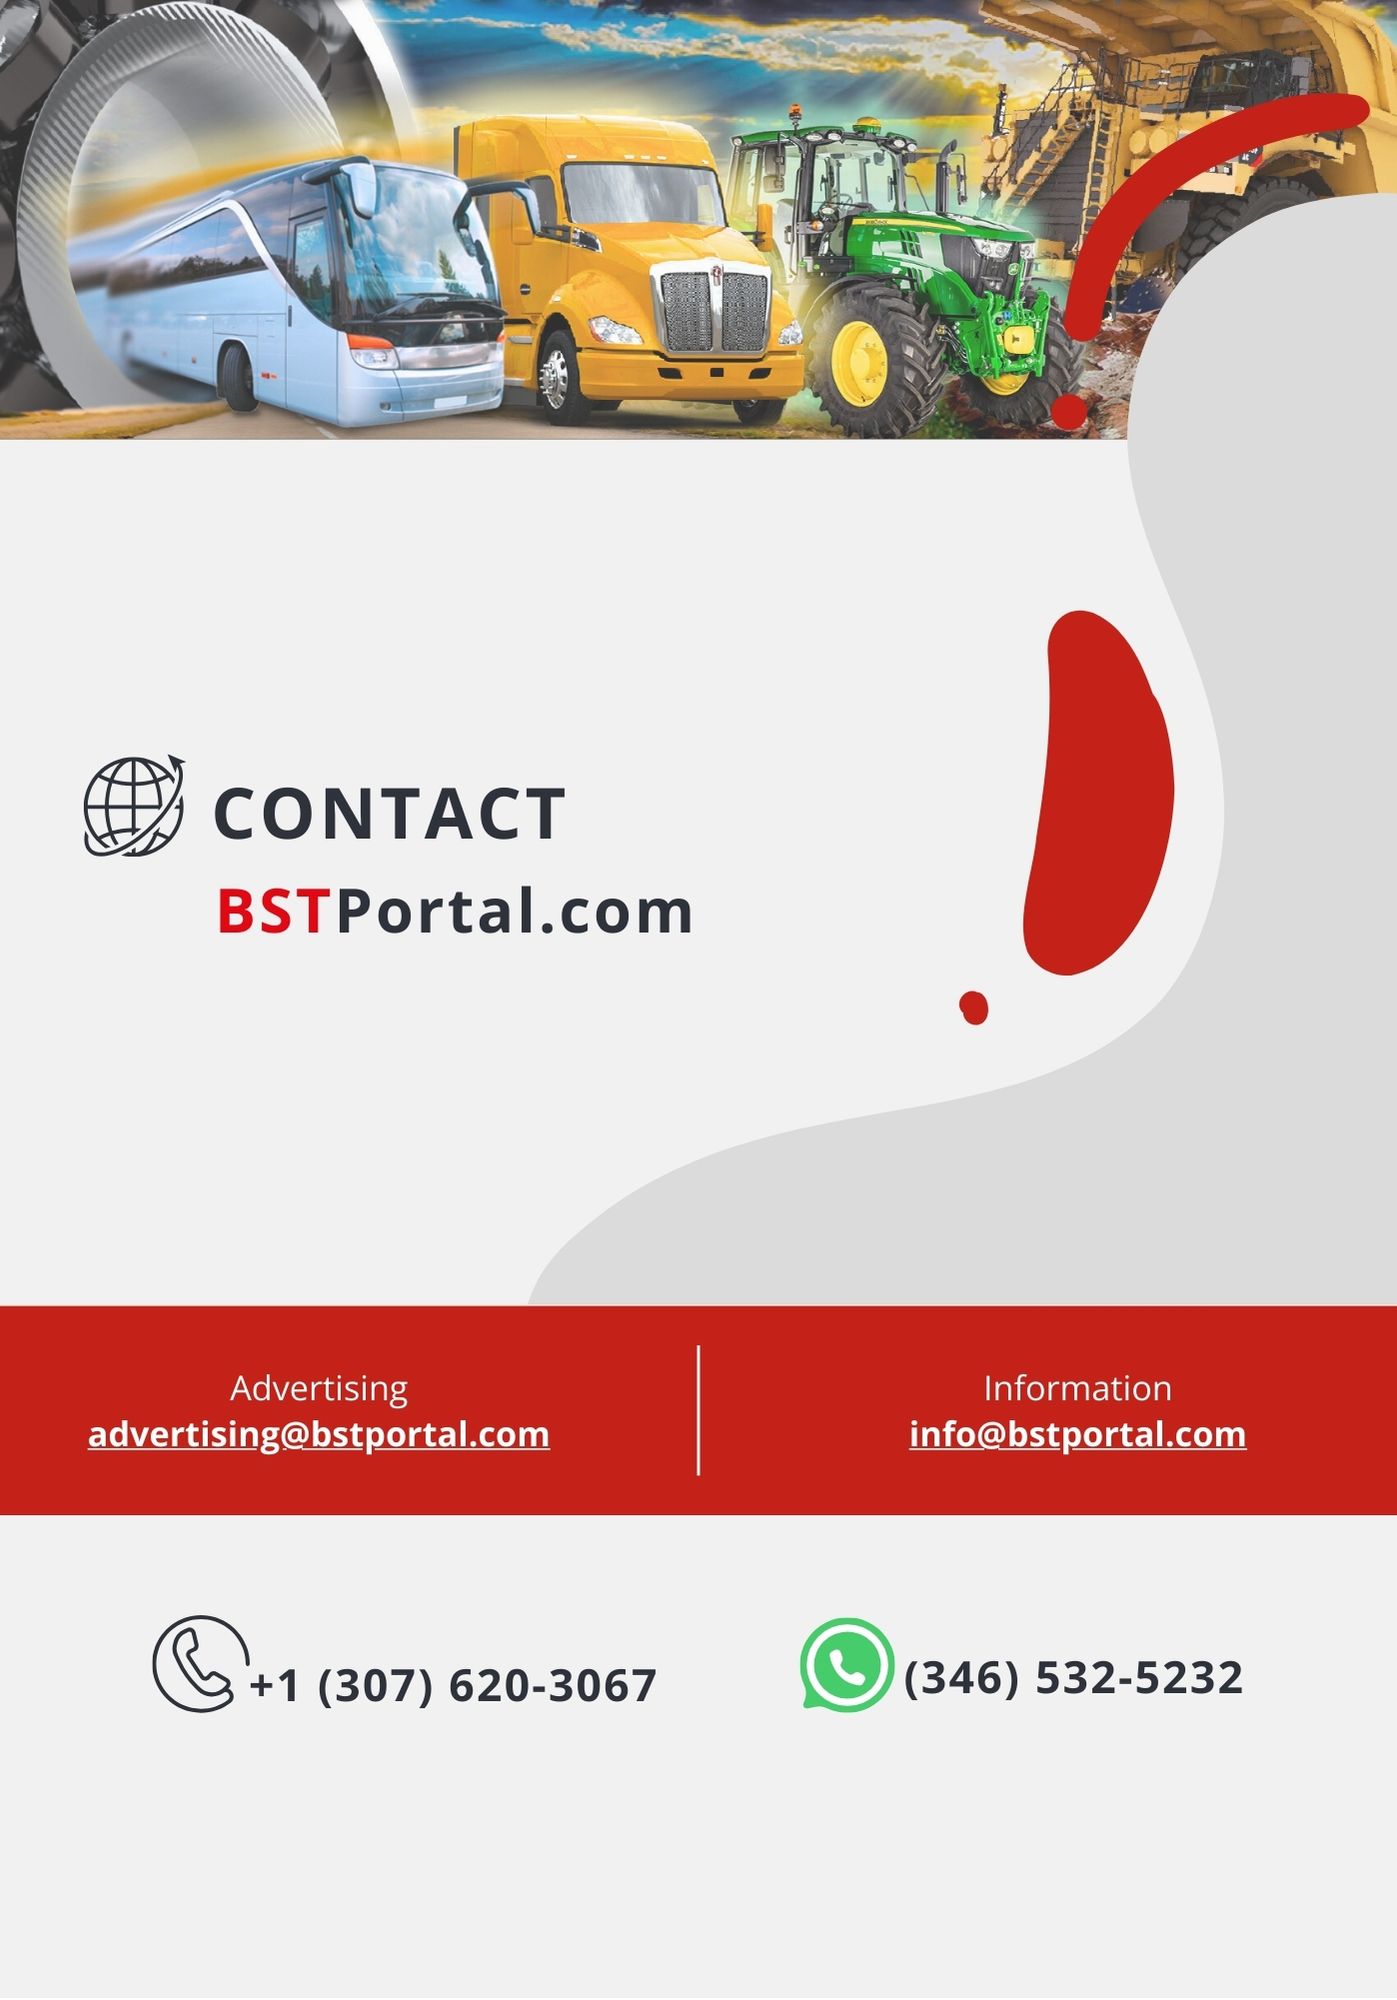 CONTACT
BSTPortal.com
Advertising
advertising@bstportal.com
Information
info@bstportal.com
+1 (307) 620-3067
(346) 532-5232